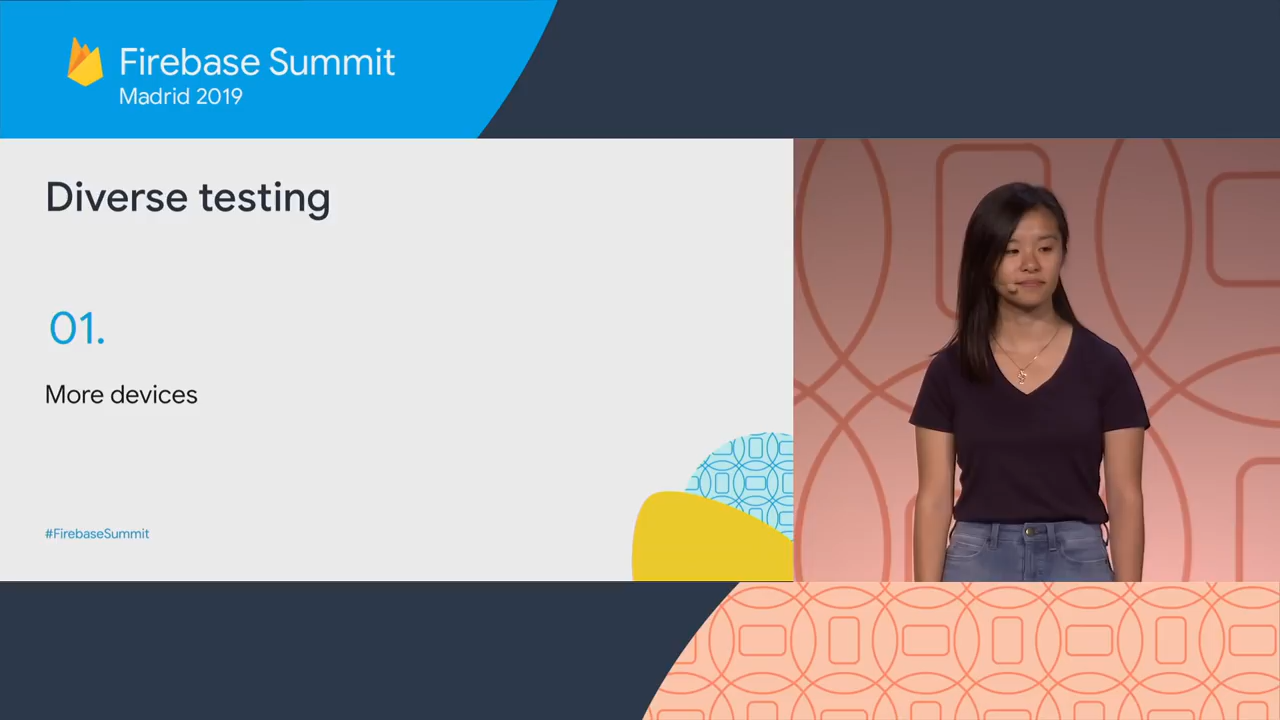 Firebase Summit
Madrid 2019
Diverse testing
01.
More devices
#FirebaseSummit